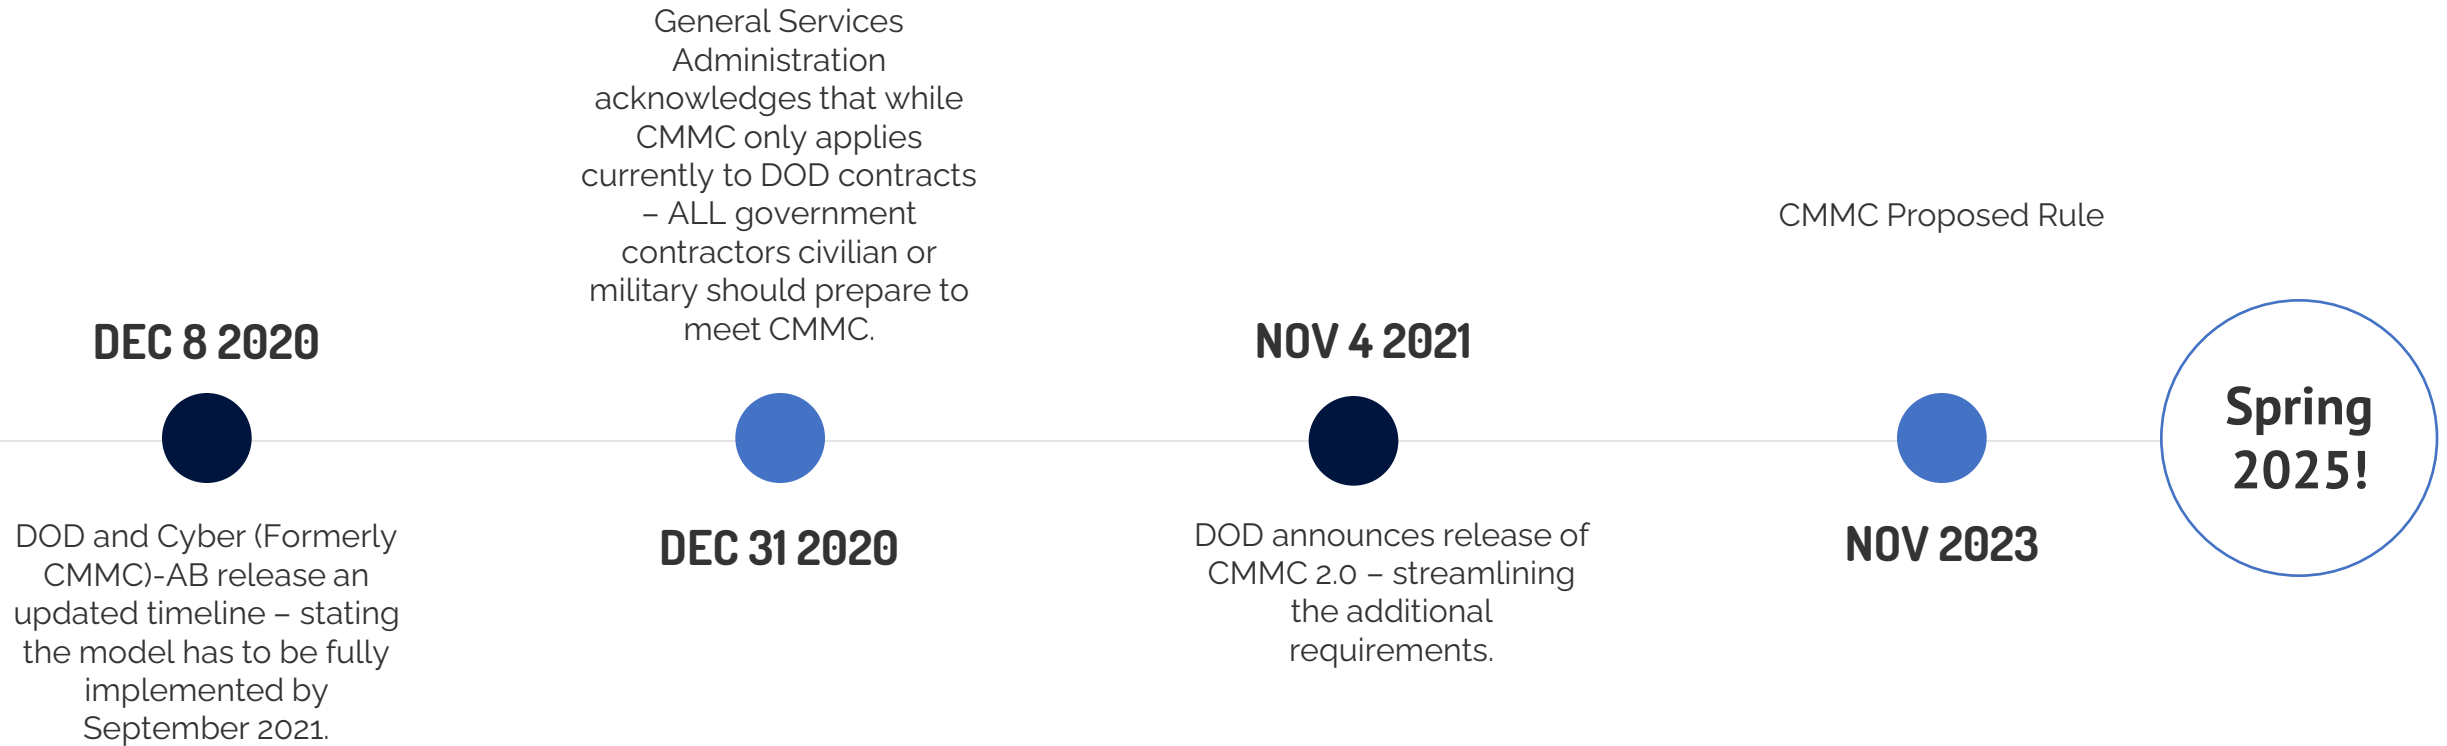 DEC 8 2020
DOD and Cyber (Formerly
CMMC)-AB release an
updated timeline – stating
the model has to be fully
implemented by
September 2021.
General Services
Administration
acknowledges that while
CMMC only applies
currently to DOD contracts
– ALL government
contractors civilian or
military should prepare to
meet CMMC.
DEC 31 2020
NOV 4 2021
DOD announces release of
CMMC 2.0 – streamlining
the additional
requirements.
CMMC Proposed Rule
NOV 2023
Spring
2025!